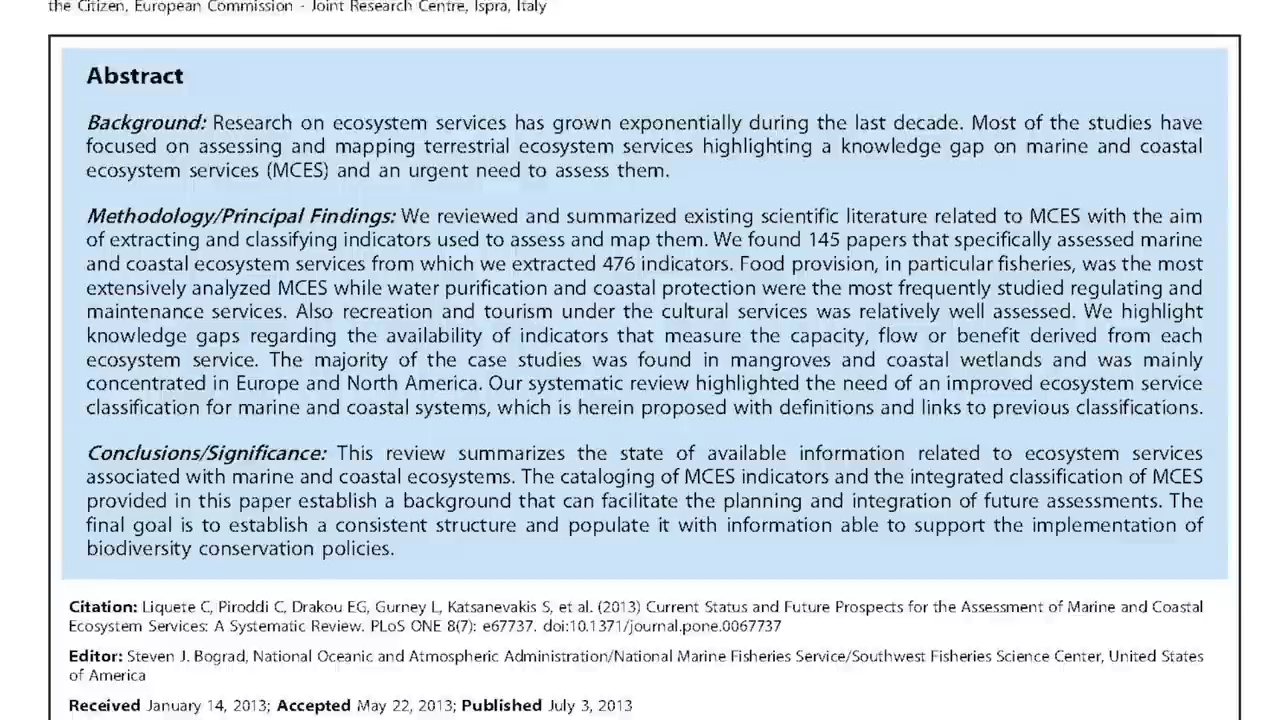 the Citizen, European Commission - Joint Research Centre, Ispra, Italy
Abstract
Background: Research on ecosystem services has grown exponentially during the last decade. Most of the studies have
focused on assessing and mapping terrestrial ecosystem services highlighting a knowledge gap on marine and coastal
ecosystem services (MCES) and an urgent need to assess them.
Methodology/Principal Findings: We reviewed and summarized existing scientific literature related to MCES with the aim
of extracting and classifying indicators used to assess and map them. We found 145 papers that specifically assessed marine
and coastal ecosystem services from which we extracted 476 indicators. Food provision, in particular fisheries, was the most
extensively analyzed MCES while water purification and coastal protection were the most frequently studied regulating and
maintenance services. Also recreation and tourism under the cultural services was relatively well assessed. We highlight
knowledge gaps regarding the availability of indicators that measure the capacity, flow or benefit derived from each
ecosystem service. The majority of the case studies was found in mangroves and coastal wetlands and was mainly
concentrated in Europe and North America. Our systematic review highlighted the need of an improved ecosystem service
classification for marine and coastal systems, which is herein proposed with definitions and links to previous classifications.
Conclusions/Significance: This review summarizes the state of available information related to ecosystem services
associated with marine and coastal ecosystems. The cataloging of MCES indicators and the integrated classification of MCES
provided in this paper establish a background that can facilitate the planning and integration of future assessments. The
final goal is to establish a consistent structure and populate it with information able to support the implementation of
biodiversity conservation policies.
Citation: Liquete C, Piroddi C, Drakou EG, Gurney L, Katsanevakis S, et al. (2013) Current Status and Future Prospects for the Assessment of Marine and Coastal
Ecosystem Services: A Systematic Review. PLoS ONE 8(7): e67737. doi:10.1371/journal.pone.0067737
Editor: Steven J. Bograd, National Oceanic and Atmospheric Administration/National Marine Fisheries Service/Southwest Fisheries Science Center, United States
of America
Received January 14, 2013; Accepted May 22, 2013; Published July 3, 2013